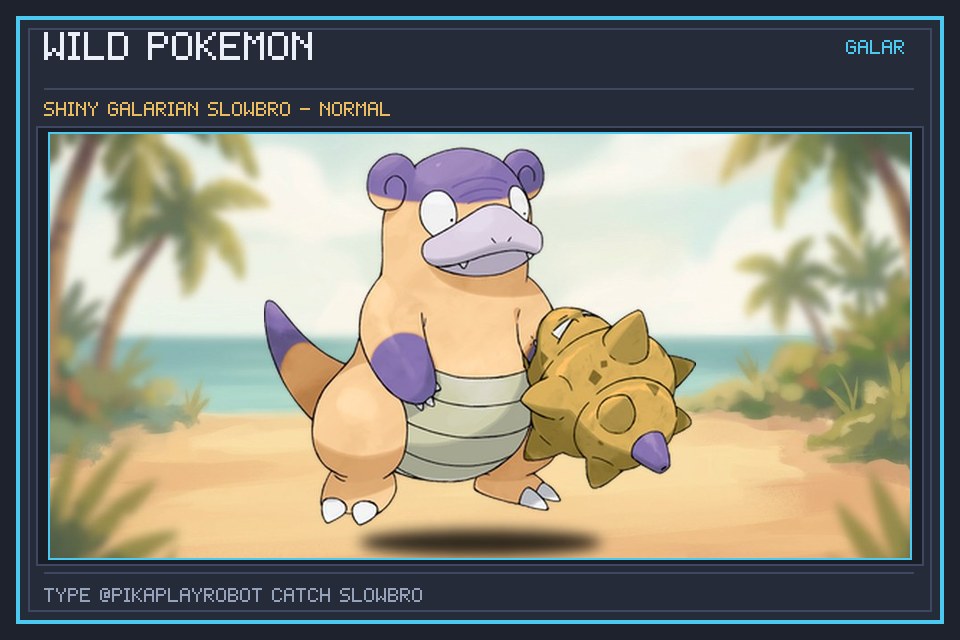 WILD POKEMON
GALAR
SHINY GALARIAN SLOWBRO - NORMAL
TYPE @PIKAPLAYROBOT CATCH SLOWBRO